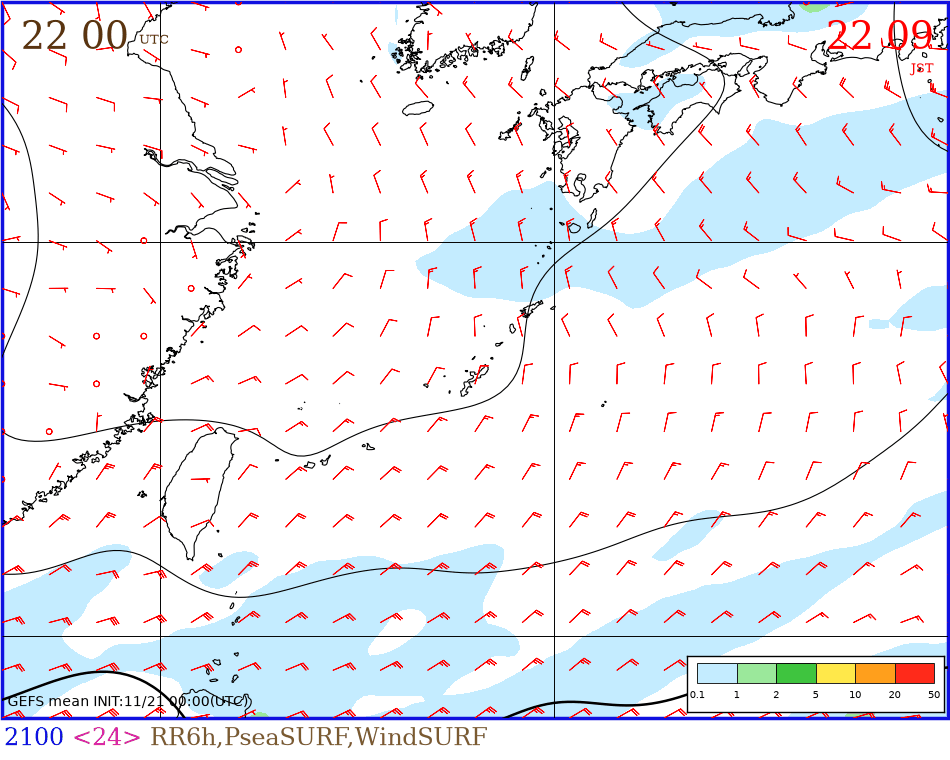 22 00 UTC
22 09
JST
0.1 1 2 5 10 20 50
GEFS mean INIT:11/21 00:00(UTC)
2100 <24> RR6h,PseaSURF,WindSURF